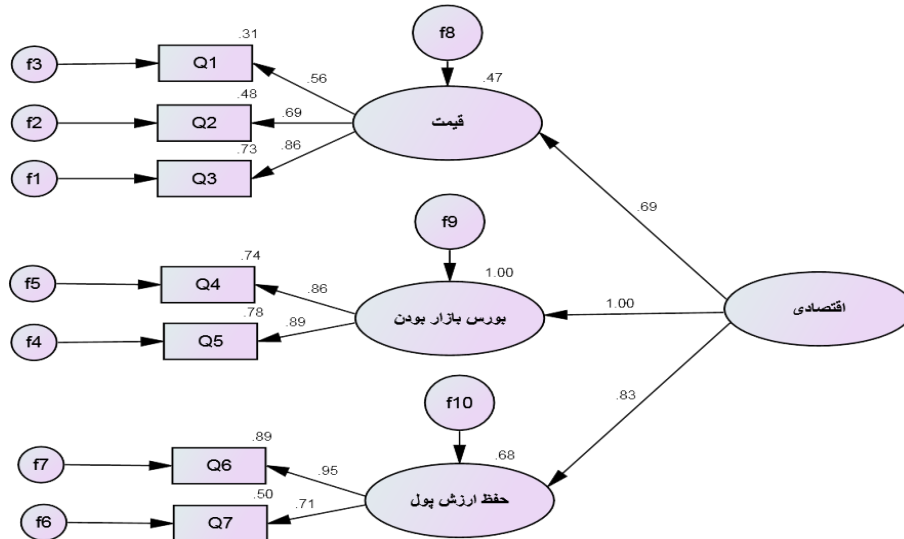 f8
.31
f3
Q1
.47
.56
.48
f2
Q2
.69
قیمت
.86
.73
f1
Q3
.69
f9
.74
1.00
f5
Q4
.86
1.00
اقتصادی
بورس بازار بودن
.78
.89
f4
Q5
.83
f10
.89
.68
f7
Q6
.95
حفظ ارزش پول
.50
.71
f6
Q7